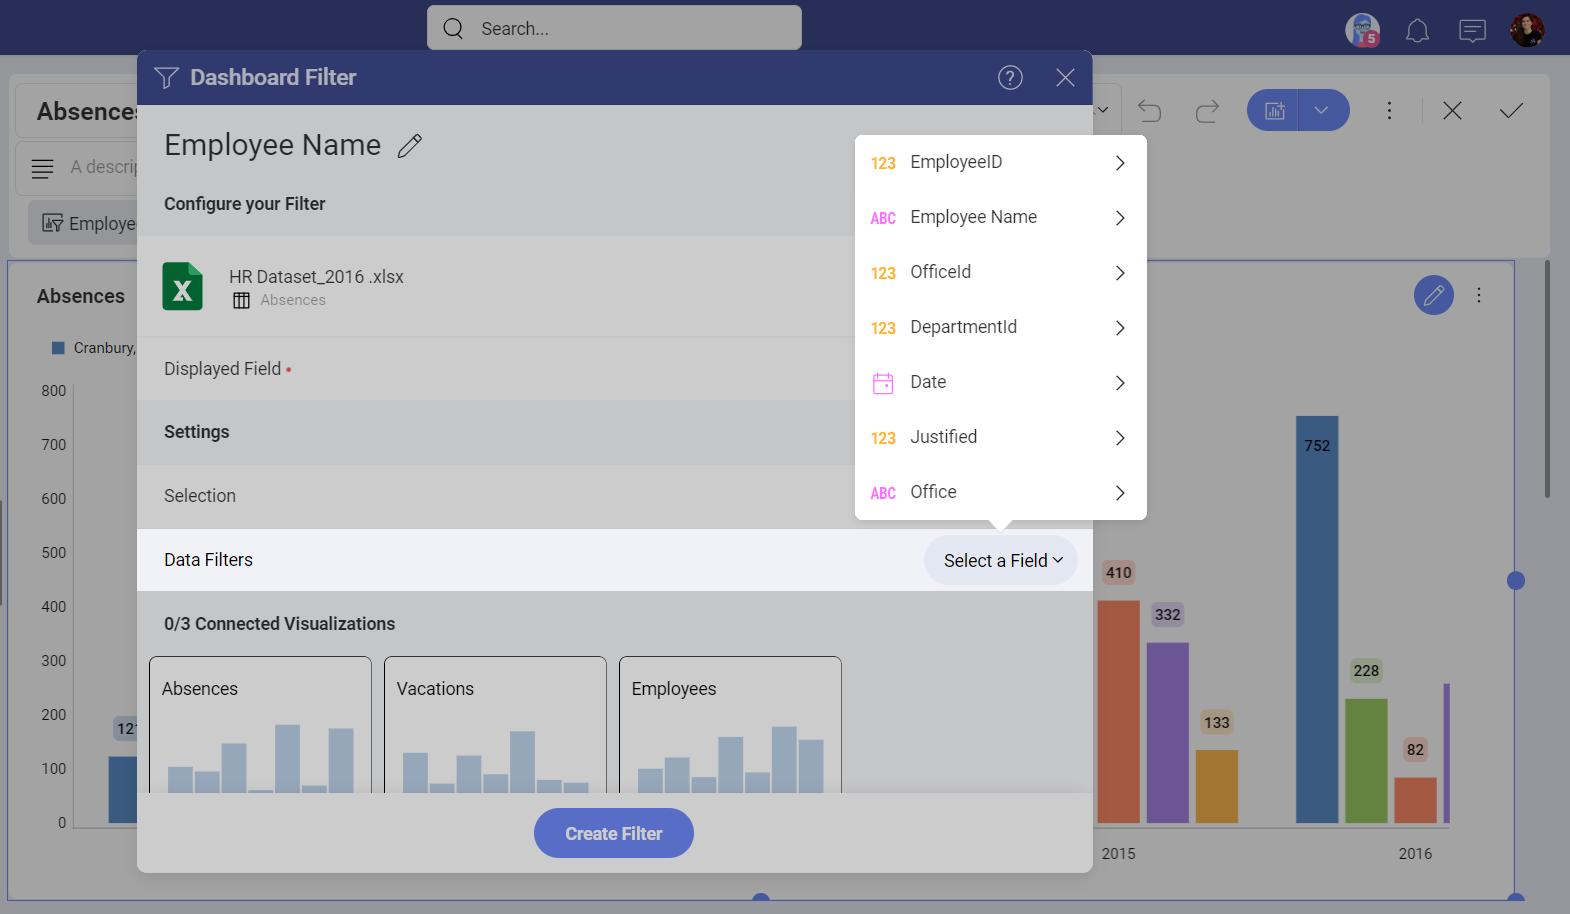 Search...
5
Dashboard Filter
?
Absences
A descrip
Employe
Employee Name
Configure your Filter
HR Dataset_2016 .xlsx
Absences
Displayed Field •
Settings
Selection
Data Filters
Select a Field
123 EmployeeID
ABC Employee Name
123 OfficeId
123 DepartmentId
Date
123 Justified
ABC Office
0/3 Connected Visualizations
Absences
Vacations
Employees
Create Filter
Absences
Cranbury,
800
700
600
500
400
300
200
100
0
121
410
332
133
752
228
82
2015
2016